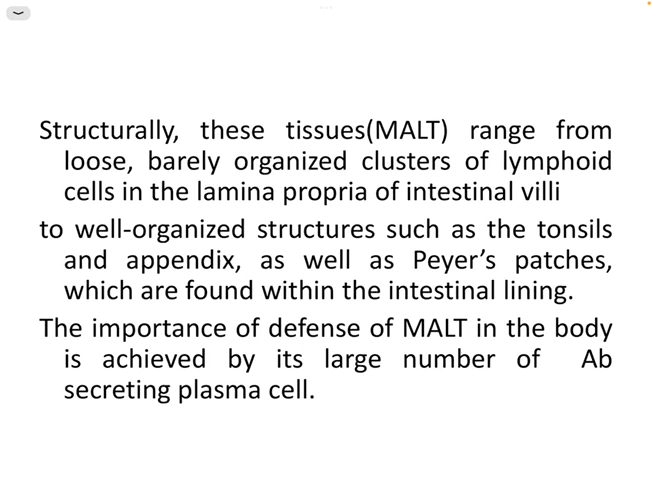 Structurally, these tissues(MALT) range from
loose, barely organized clusters of lymphoid
cells in the lamina propria of intestinal villi
to well-organized structures such as the tonsils
and appendix, as well as Peyer’s patches,
which are found within the intestinal lining.
The importance of defense of MALT in the body
is achieved by its large number of Ab
secreting plasma cell.